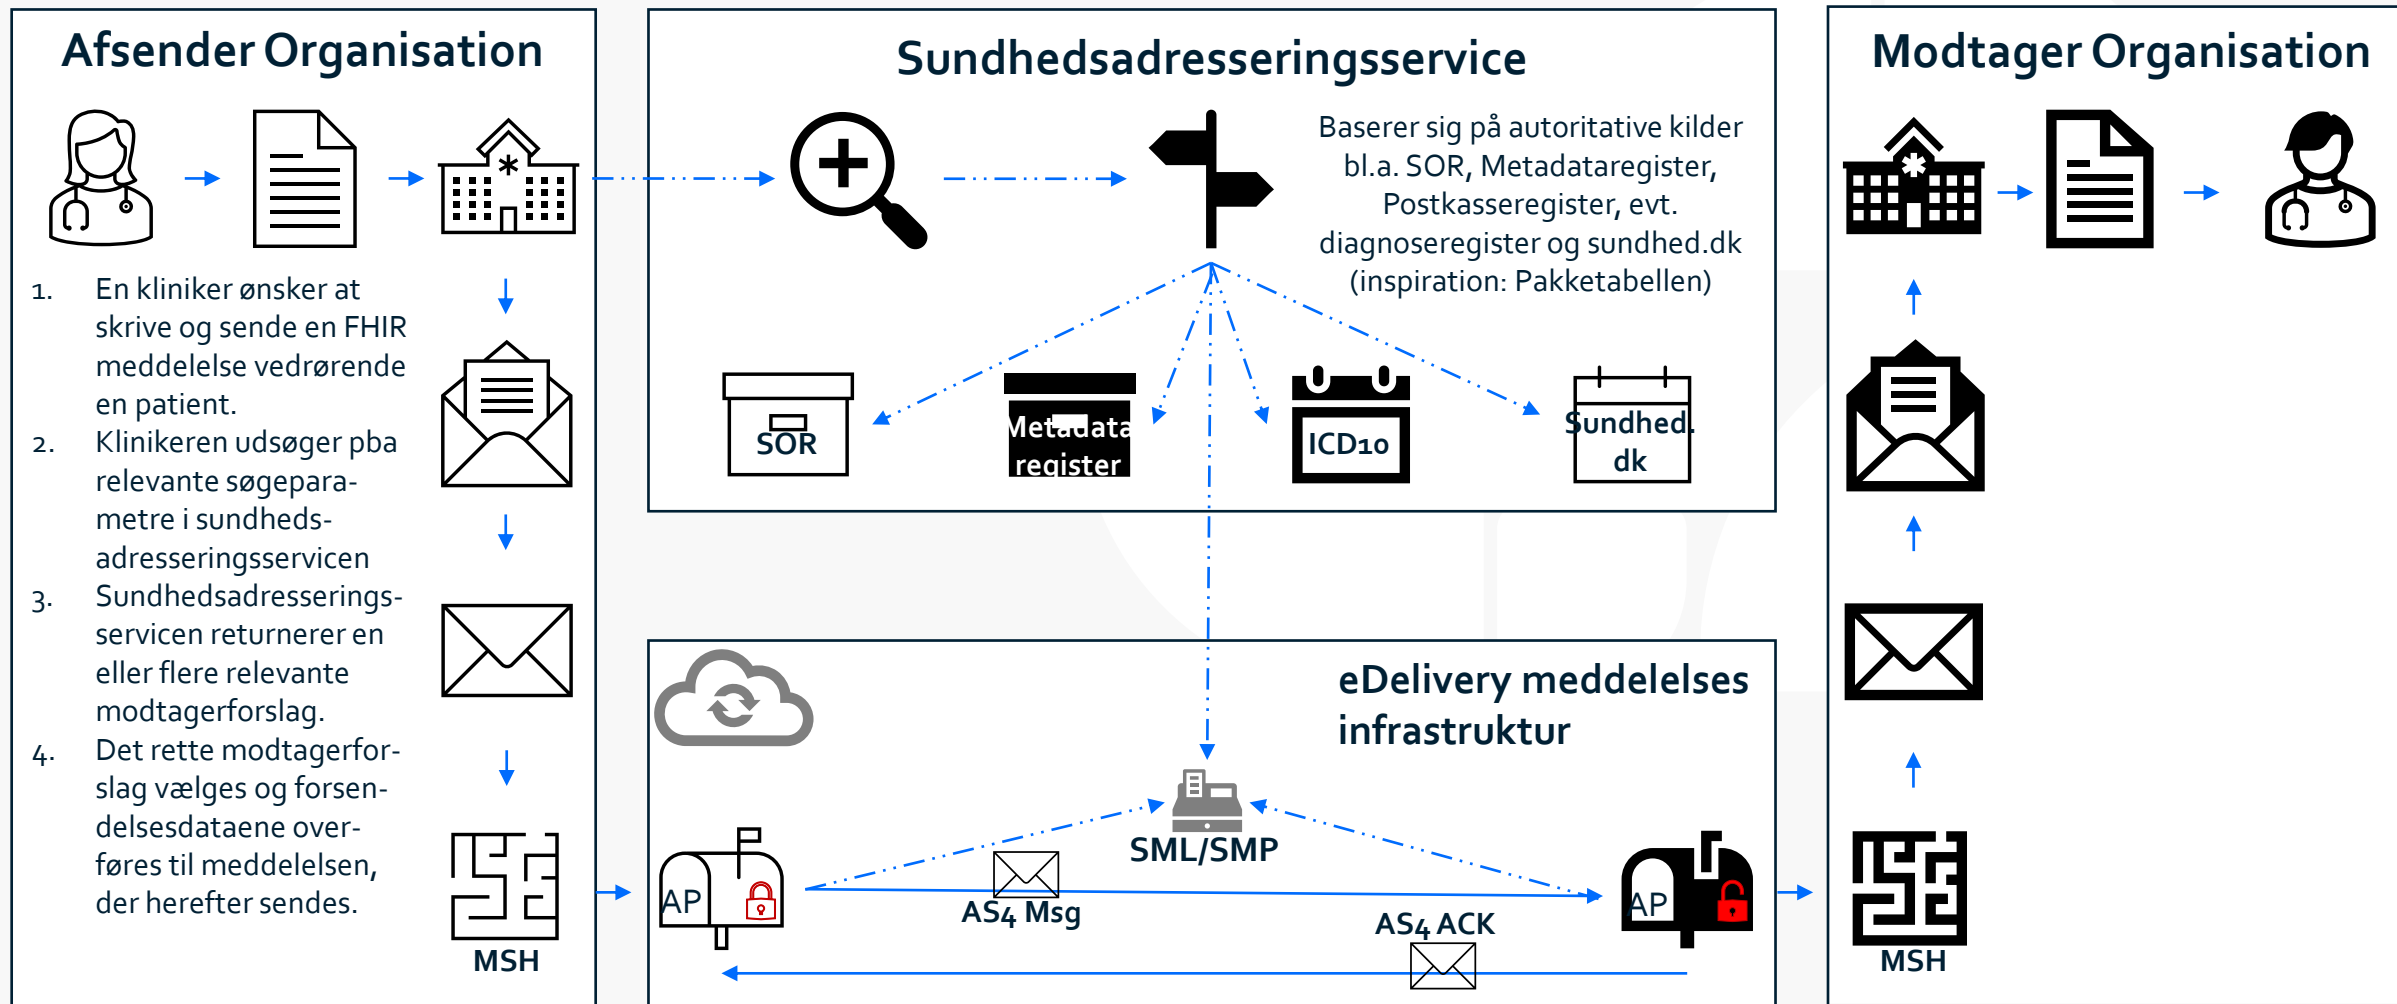 Afsender Organisation
1. En kliniker ønsker at
skrive og sende en FHIR
meddelelse vedrørende
en patient.
2. Klinikeren udsøger pba
relevante søgepara-
metre i sundheds-
adresseringsservicen
3. Sundhedsadresserings-
servicen returnerer en
eller flere relevante
modtagerforslag.
4. Det rette modtagerfor-
slag vælges og forsen-
delsesdataene over-
føres til meddelelsen,
der herefter sendes.
MSH
Sundhedsadresseringsservice
Baserer sig på autoritative kilder
bl.a. SOR, Metadataregister,
Postkasseregister, evt.
diagnoseregister og sundhed.dk
(inspiration: Pakketabellen)
SOR
Metadata
register
ICD10
Sundhed.
dk
eDelivery meddelelses
infrastruktur
SML/SMP
AP
AS4 Msg
AS4 ACK
AP
Modtager Organisation
MSH